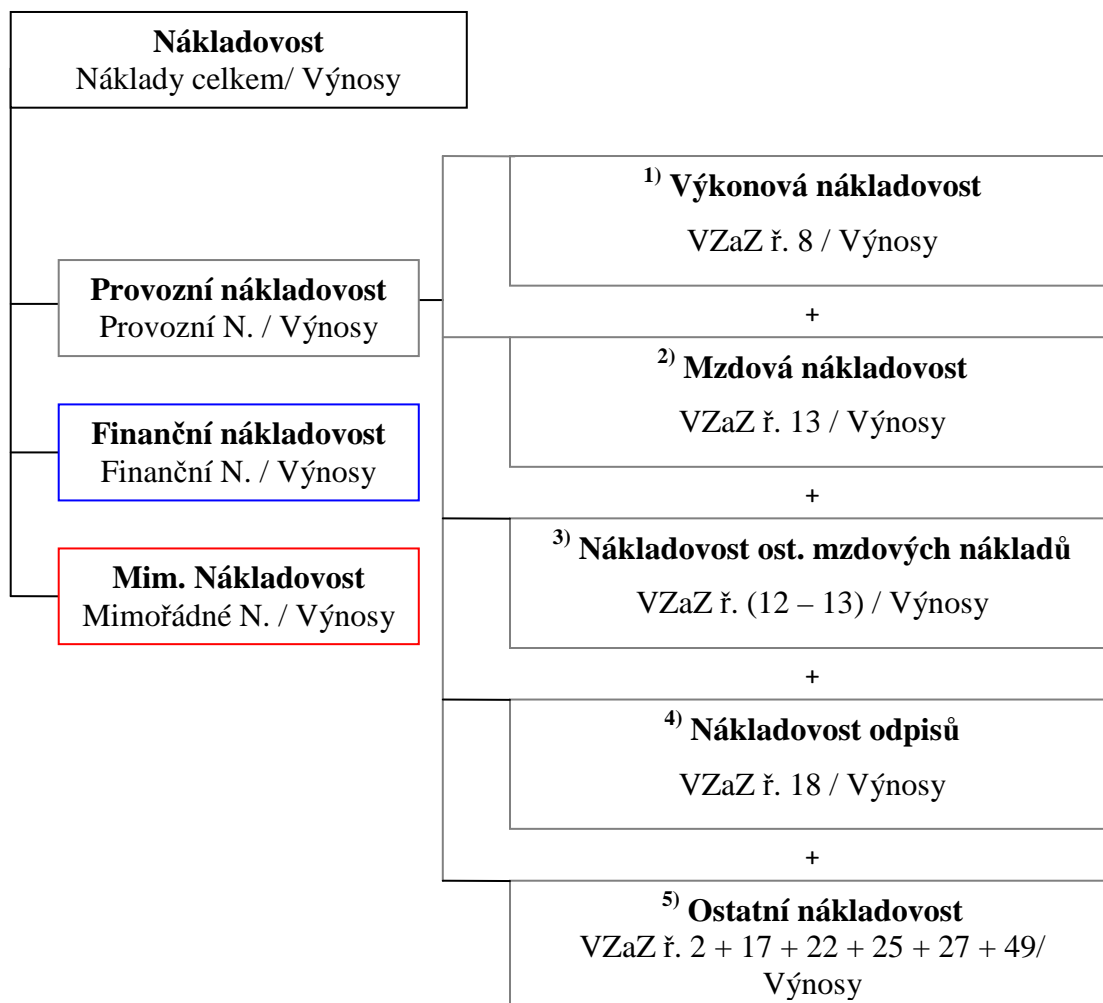 Nákladovost
Náklady celkem/ Výnosy
Provozní nákladovost
Provozní N. / Výnosy
Finanční nákladovost
Finanční N. / Výnosy
Mim. Nákladovost
Mimořádné N. / Výnosy
1) Výkonová nákladovost
VZaZ ř. 8 / Výnosy
+
2) Mzdová nákladovost
VZaZ ř. 13 / Výnosy
+
3) Nákladovost ost. mzdových nákladů
VZaZ ř. (12 – 13) / Výnosy
+
4) Nákladovost odpisů
VZaZ ř. 18 / Výnosy
+
5) Ostatní nákladovost
VZaZ ř. 2 + 17 + 22 + 25 + 27 + 49/
Výnosy